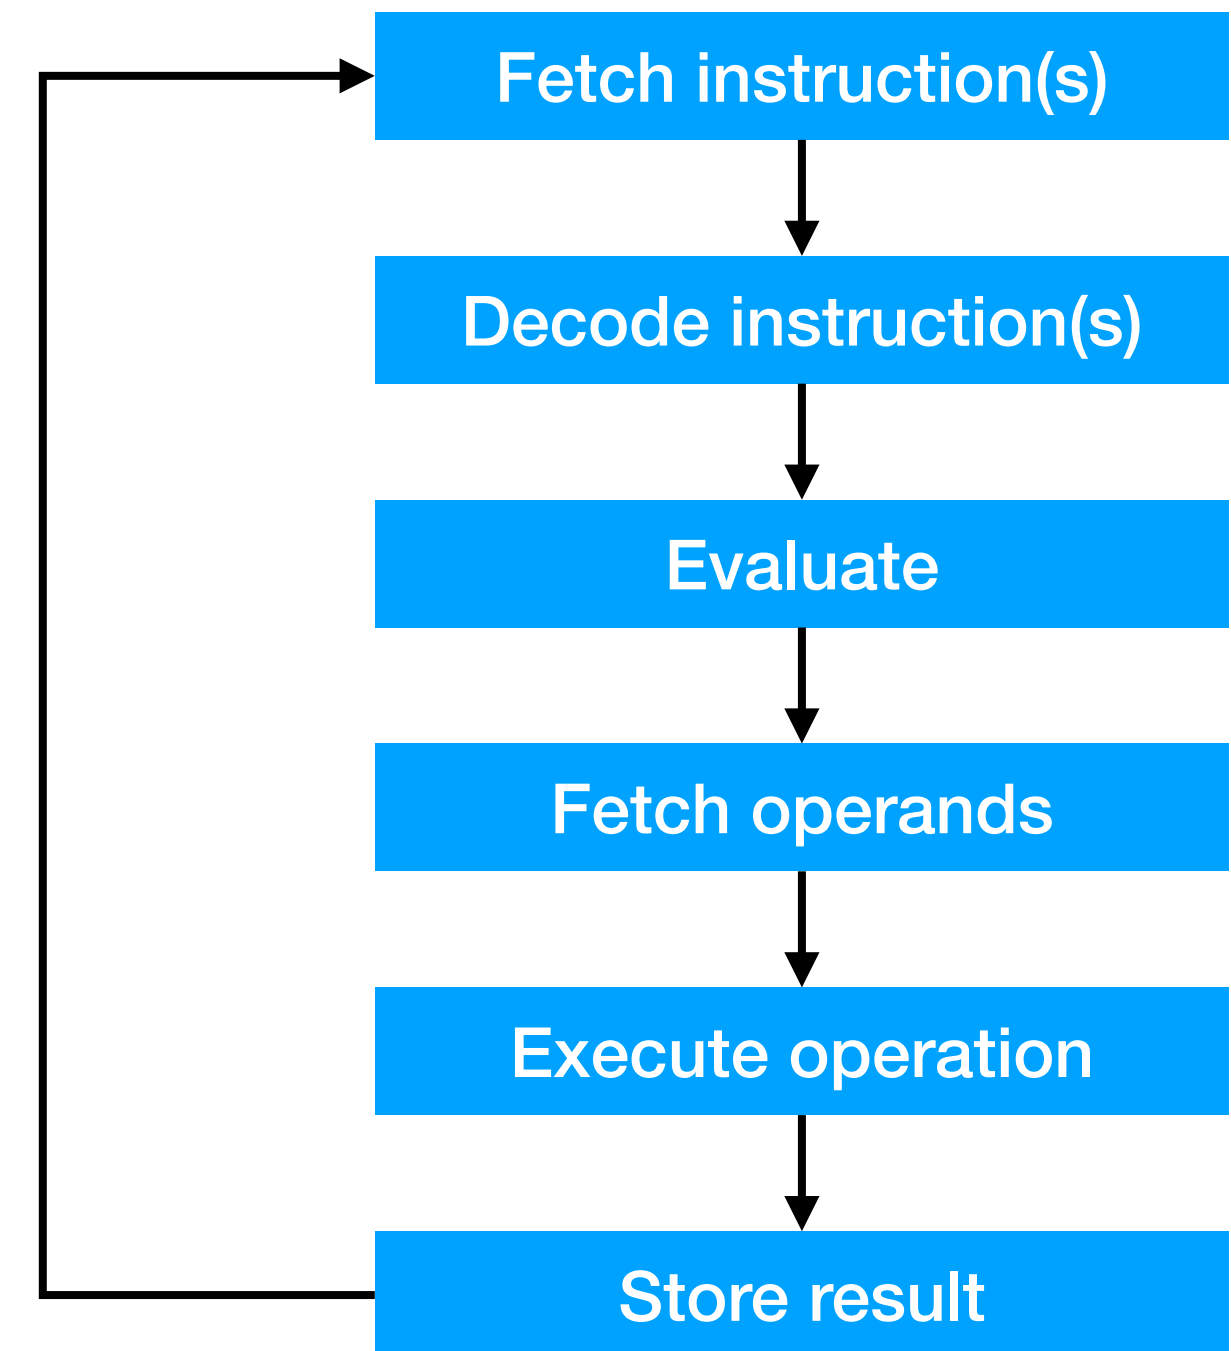 Fetch instruction(s)
Decode instruction(s)
Evaluate
Fetch operands
Execute operation
Store result